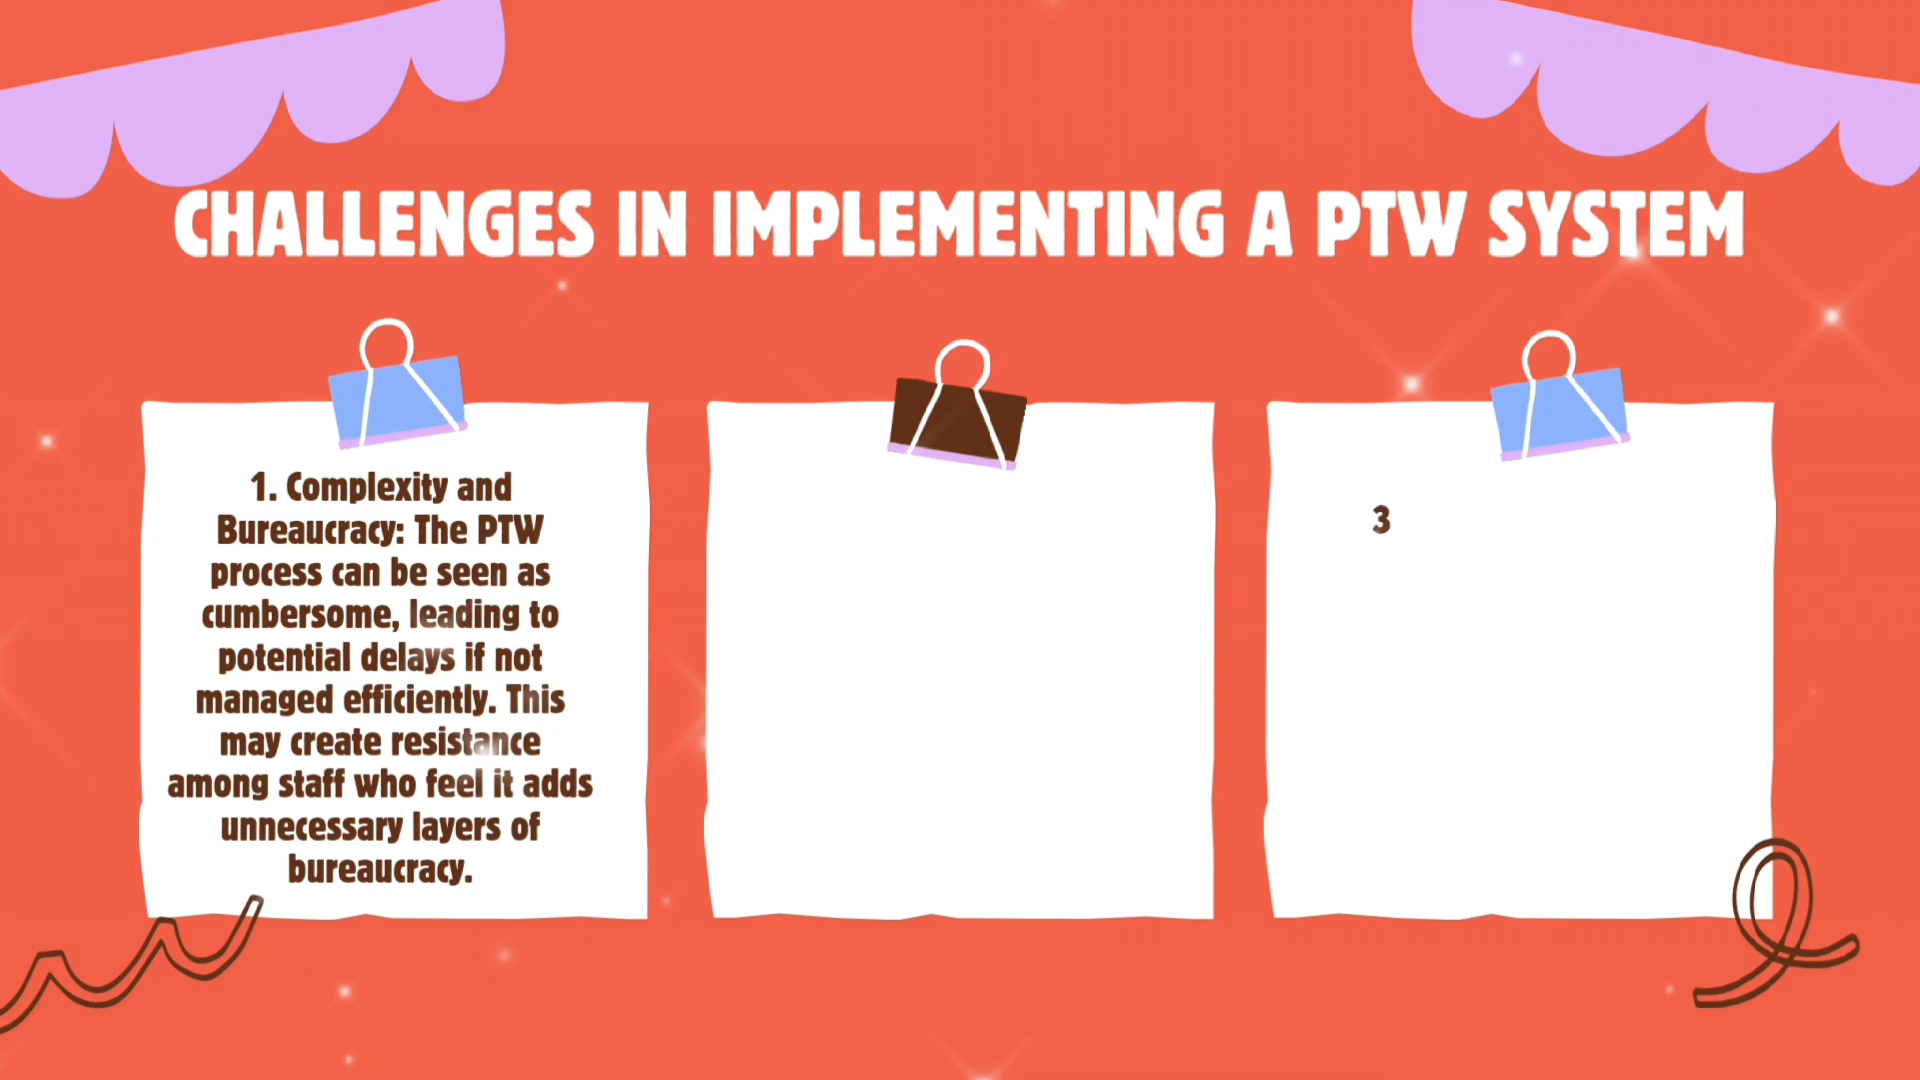 CHALLENGES IN IMPLEMENTING A PTW SYSTEM
1. Complexity and
Bureaucracy: The PTW
process can be seen as
cumbersome, leading to
potential delays if not
managed efficiently. This
may create resistance
among staff who feel it adds
unnecessary layers of
bureaucracy.
3